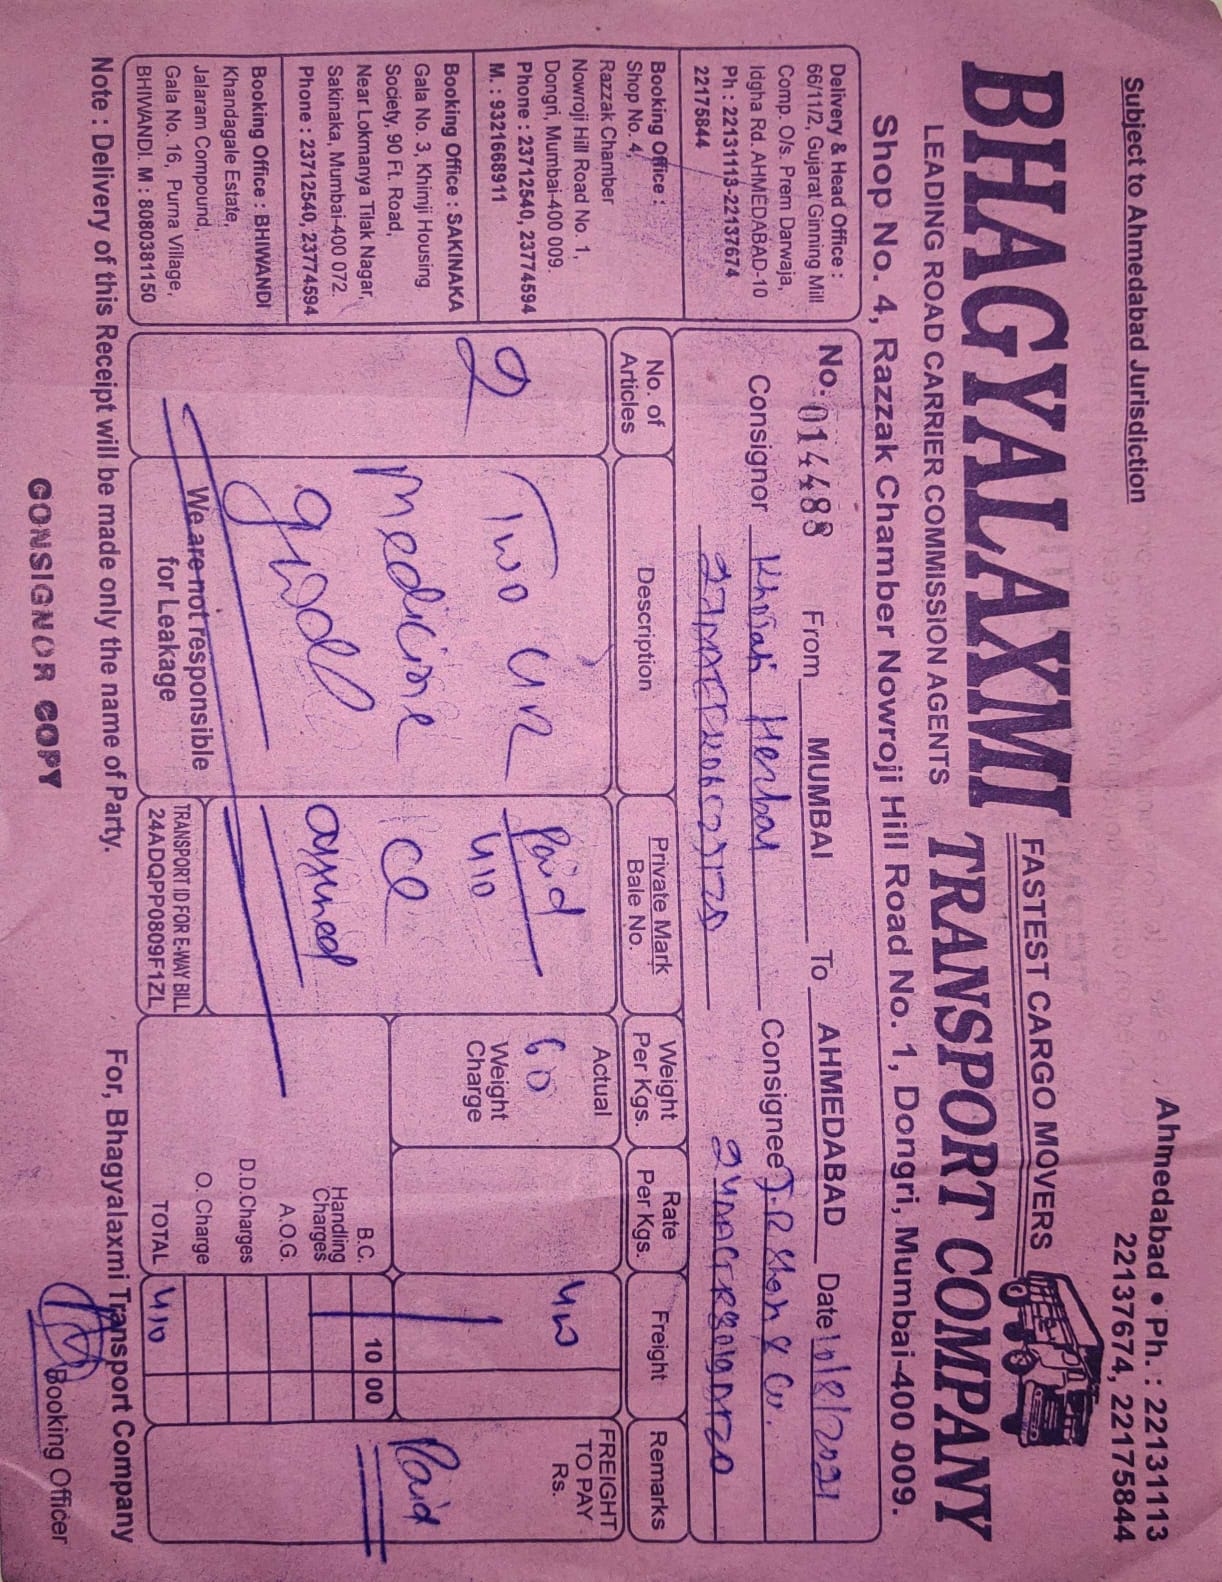 Subject to Ahmedabad Jurisdiction
Ahmedabad • Ph. : 22131113
22137674, 22175844
BHAGYALAXMI TRANSPORT COMPANY
FASTEST CARGO MOVERS
LEADING ROAD CARRIER COMMISSION AGENTS
Shop No. 4, Razzak Chamber Nowroji Hill Road No. 1, Dongri, Mumbai-400 009.
Delivery & Head Office :
66/11/2, Gujarat Ginning Mill
Comp. O/s. Prem Darwaja,
Idgha Rd. AHMEDABAD-10
Ph : 22131113-22137674
22175844
Booking Office :
Shop No. 4,
Razzak Chamber
Nowroji Hill Road No. 1,
Dongri, Mumbai-400 009.
Phone : 23712540, 23774594
M. : 9321668911
Booking Office : SAKINAKA
Gala No. 3, Khimji Housing
Society, 90 Ft. Road,
Near Lokmanya Tilak Nagar,
Sakinaka, Mumbai-400 072.
Phone : 23712540, 23774594
Booking Office : BHIWANDI
Khandagale Estate,
Jalaram Compound,
Gala No. 16, Purna Village,
BHIWANDI. M : 8080381150
No. 014488 From MUMBAI To AHMEDABAD Date 10/8/2021
Consignor Khojati Herbal Consignee J.R Shah & Co.
No. of Articles
Description
Private Mark
Bale No.
Weight Per Kgs.
Rate Per Kgs.
Freight
Remarks
2
Two
medicine
Paid
410
Actual
60
Weight Charge
FREIGHT TO PAY Rs.
Paid
B.C. 10 00
Handling Charges
A.O.G.
D.D.Charges
O. Charge
TOTAL 410
We are not responsible
for Leakage
TRANSPORT ID FOR E-WAY BILL
24ADQPP0809F1ZL
Note : Delivery of this Receipt will be made only the name of Party.
For, Bhagyalaxmi Transport Company
Booking Officer
CONSIGNOR COPY